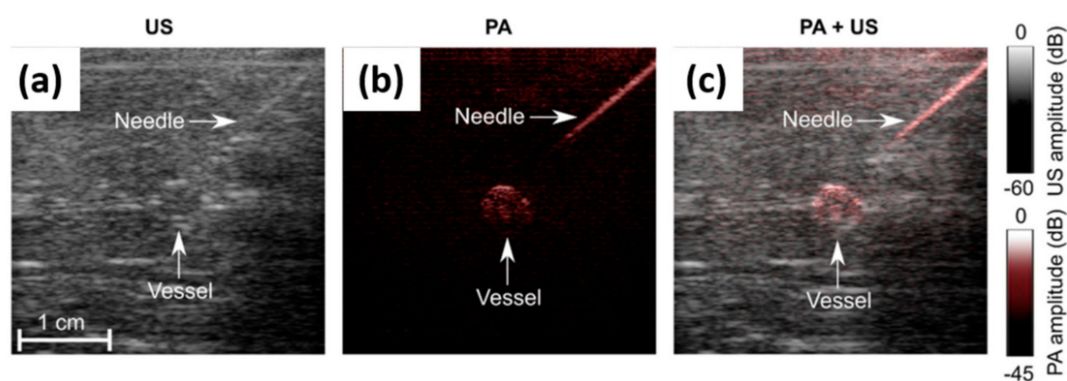 US
PA
PA + US
(a)
(b)
(c)
Needle
Needle
Needle
Vessel
Vessel
Vessel
1 cm
0
-60
US amplitude (dB)
0
-45
PA amplitude (dB)